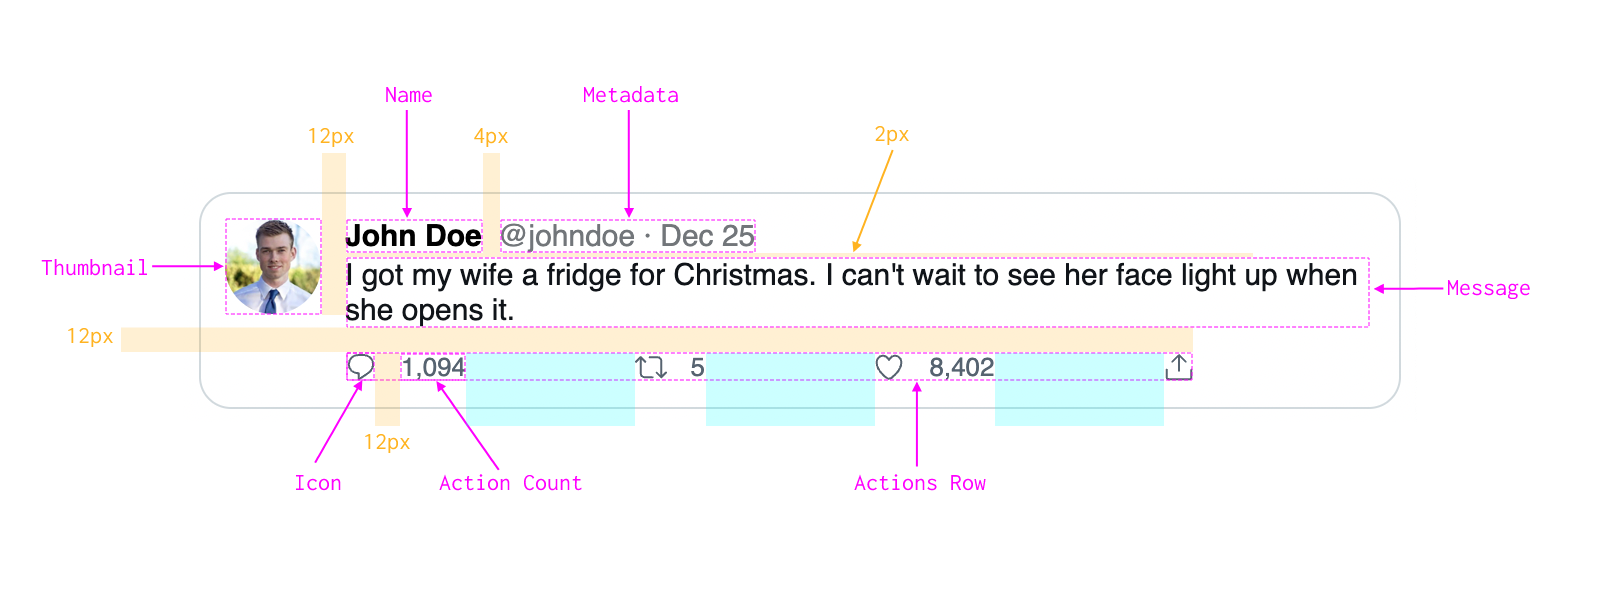 Name
Metadata
12px
4px
2px
John Doe @johndoe · Dec 25
Thumbnail
I got my wife a fridge for Christmas. I can't wait to see her face light up when
she opens it.
Message
12px
1,094 5 8,402
12px
Icon
Action Count
Actions Row